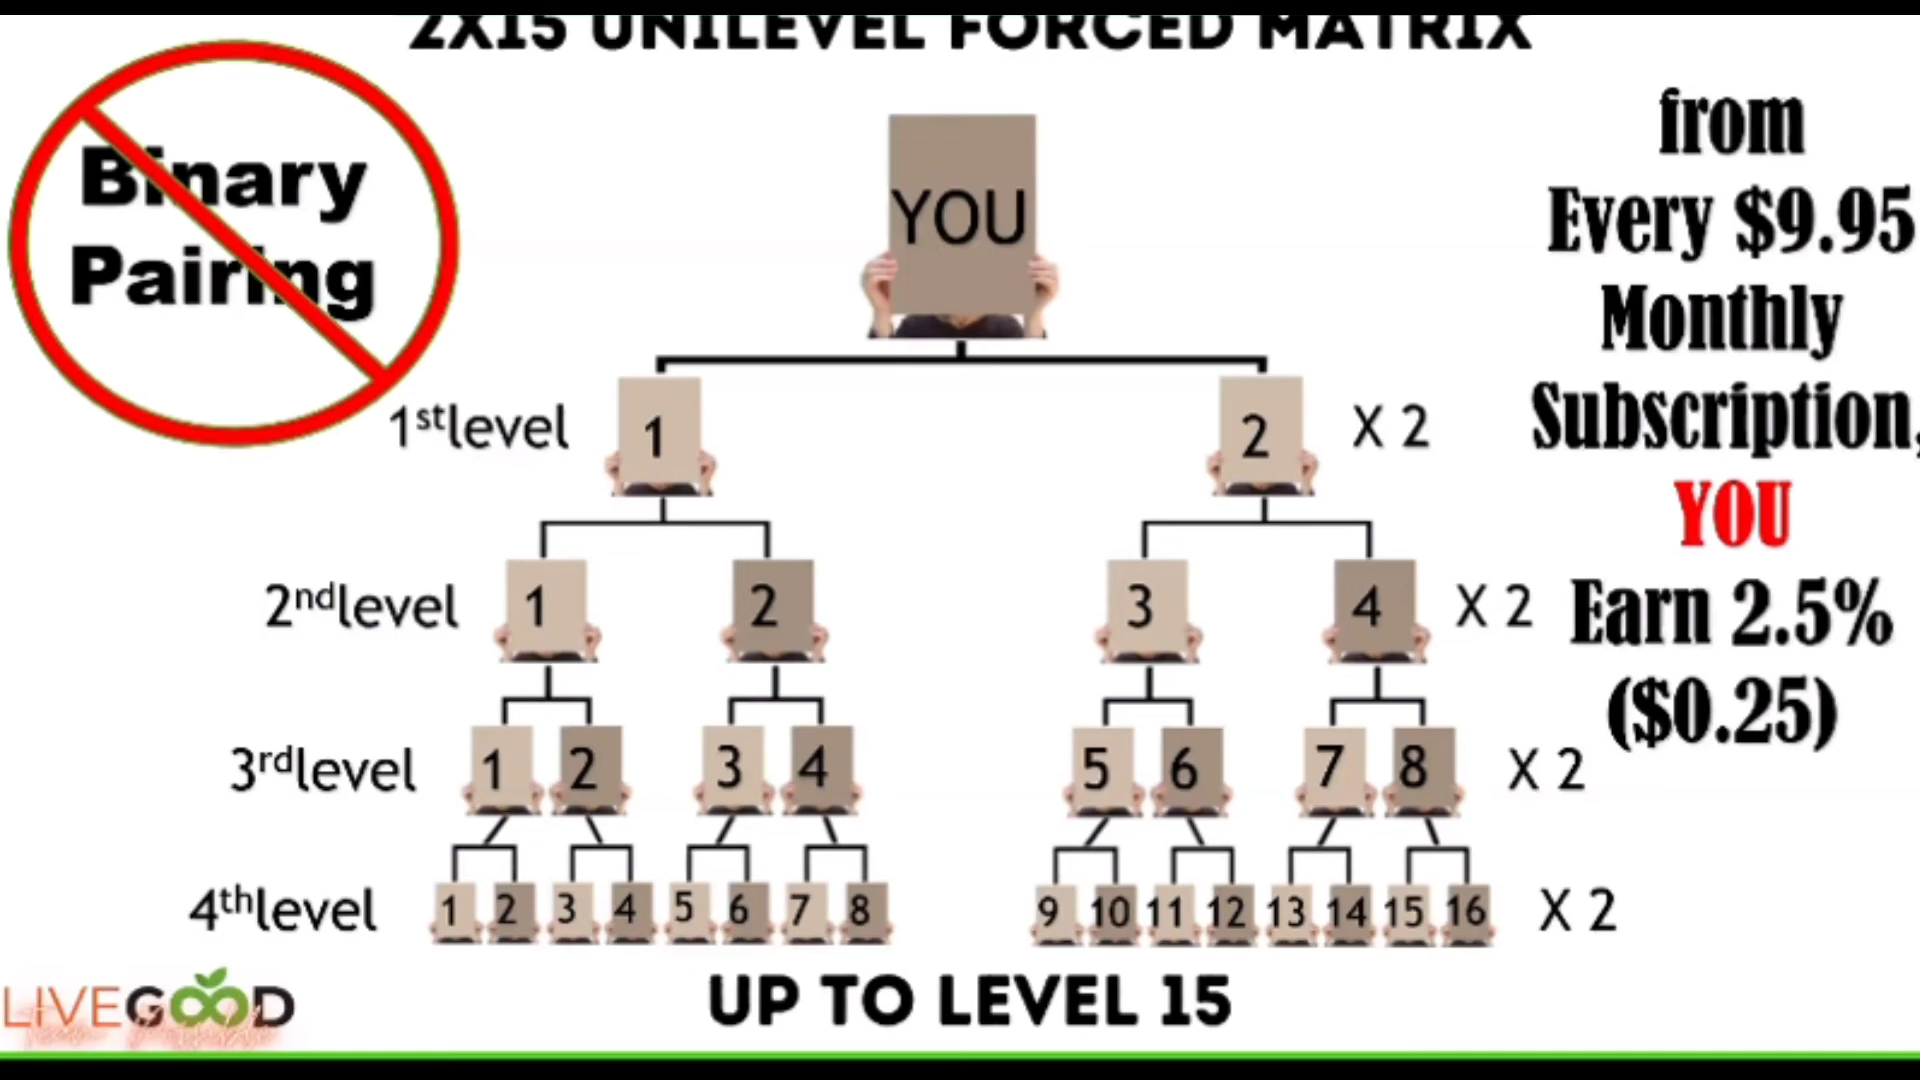 2X15 UNILEVEL FORCED MATRIX
Binary
Pairing
YOU
from
Every $9.95
Monthly
Subscription,
YOU
Earn 2.5%
($0.25)
1st level 1 2 X 2
2nd level 1 2 3 4 X 2
3rd level 1 2 3 4 5 6 7 8 X 2
4th level 1 2 3 4 5 6 7 8 9 10 11 12 13 14 15 16 X 2
UP TO LEVEL 15
LIVEGOOD